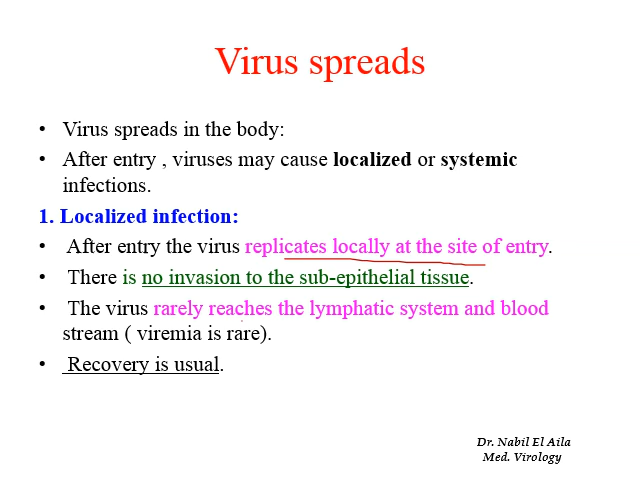 Virus spreads
• Virus spreads in the body:
• After entry , viruses may cause localized or systemic
infections.
1. Localized infection:
• After entry the virus replicates locally at the site of entry.
• There is no invasion to the sub-epithelial tissue.
• The virus rarely reaches the lymphatic system and blood
stream ( viremia is rare).
• Recovery is usual.
Dr. Nabil El Aila
Med. Virology